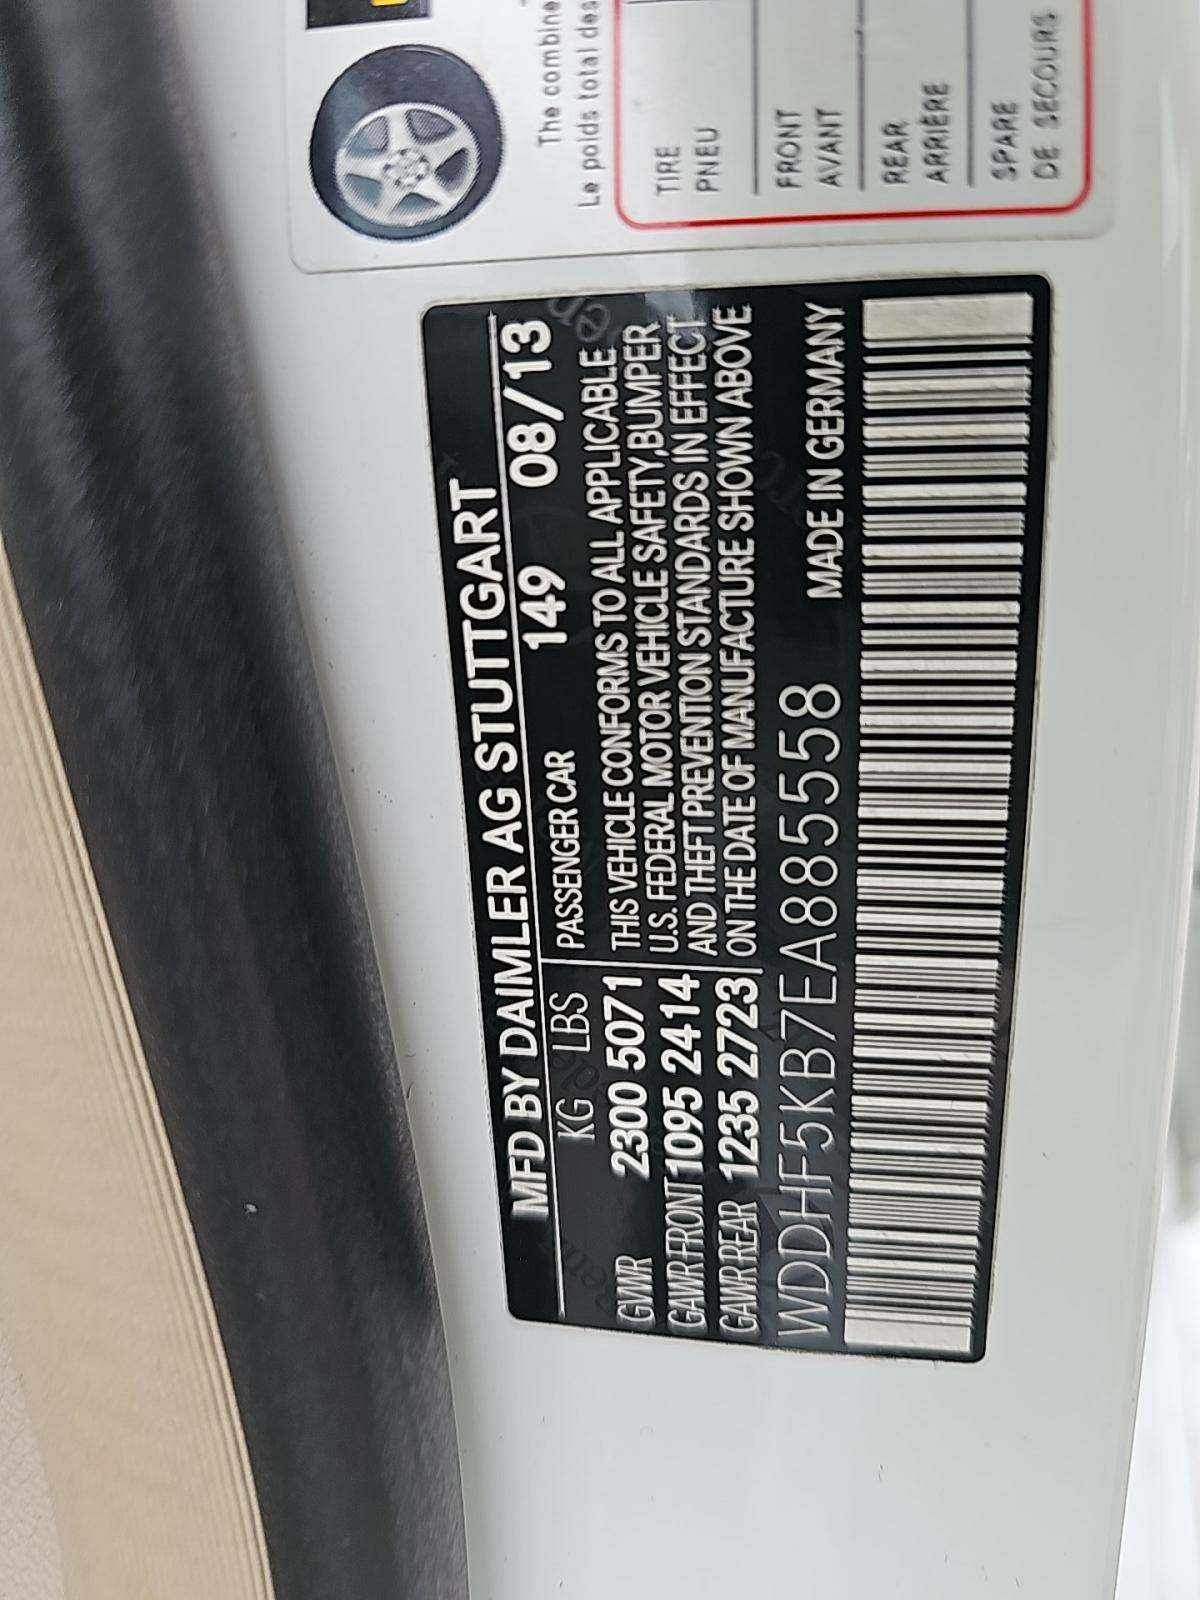 MFD BY DAIMLER AG STUTTGART
KG LBS PASSENGER CAR 149 08/13
GVWR 2300 5071
GAWR FRONT 1095 2414
GAWR REAR 1235 2723
THIS VEHICLE CONFORMS TO ALL APPLICABLE
U.S. FEDERAL MOTOR VEHICLE SAFETY,BUMPER
AND THEFT PREVENTION STANDARDS IN EFFECT
ON THE DATE OF MANUFACTURE SHOWN ABOVE
WDDHF5KB7EA885558 MADE IN GERMANY
The combine
Le poids total des
TIRE
PNEU
FRONT
AVANT
REAR
ARRIÈRE
SPARE
DE SECOURS